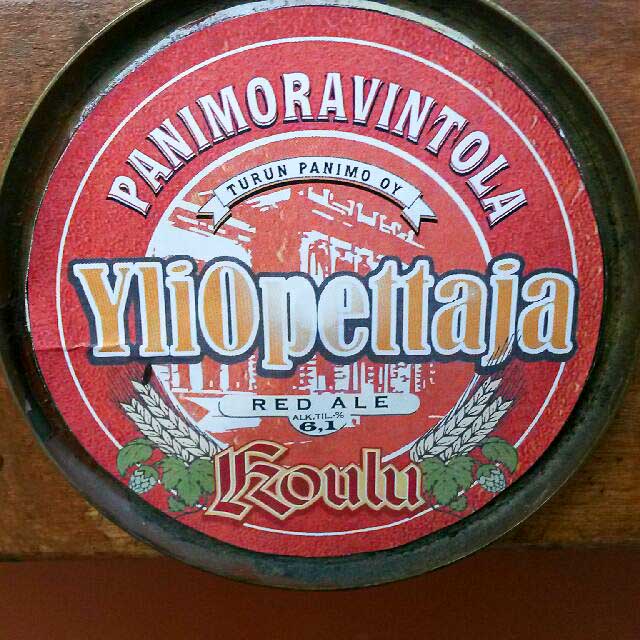 PANIMORAVINTOLA
TURUN PANIMO OY
YliOpettaja
RED ALE
ALK.TIL.-%
6,1
Koulu